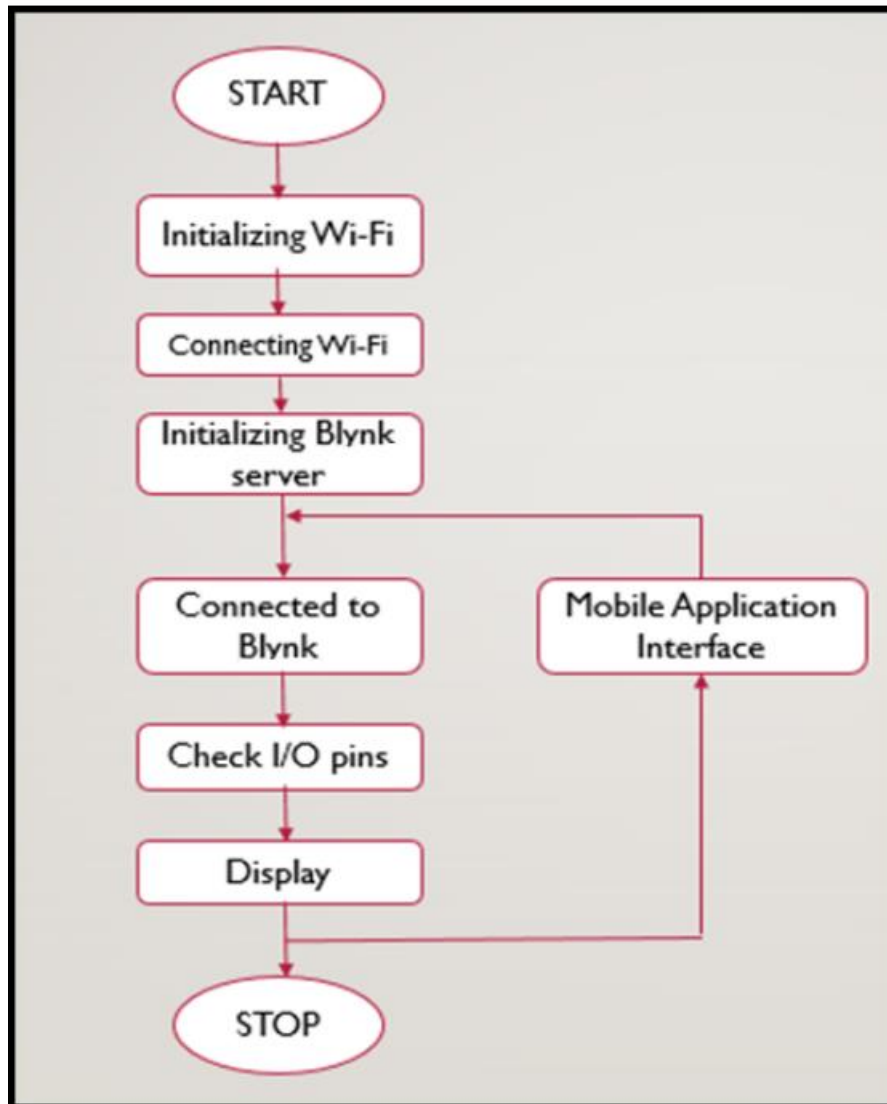 START
Initializing Wi-Fi
Connecting Wi-Fi
Initializing Blynk
server
Connected to
Blynk
Mobile Application
Interface
Check I/O pins
Display
STOP